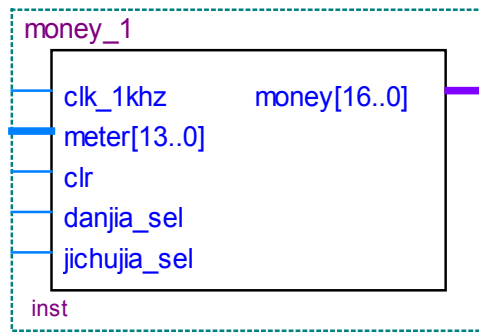 money_1
clk_1khz money[16..0]
meter[13..0]
clr
danjia_sel
jichujia_sel
inst